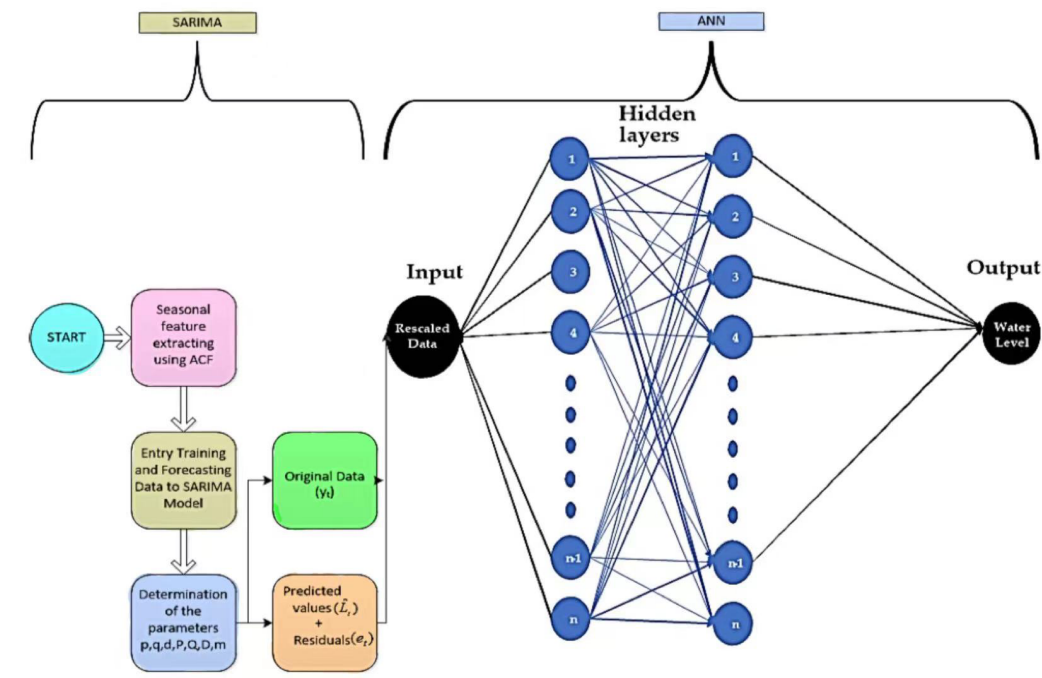 SARIMA
ANN
Hidden
layers
1
2
3
4
n-1
n
1
2
3
4
n-1
n
Input
Rescaled
Data
Output
Water
Level
START
Seasonal
feature
extracting
using ACF
Entry Training
and Forecasting
Data to SARIMA
Model
Original Data
(yₜ)
Determination
of the
parameters
p,q,d,P,Q,D,m
Predicted
values(L̂ₜ)
+
Residuals(eₜ)